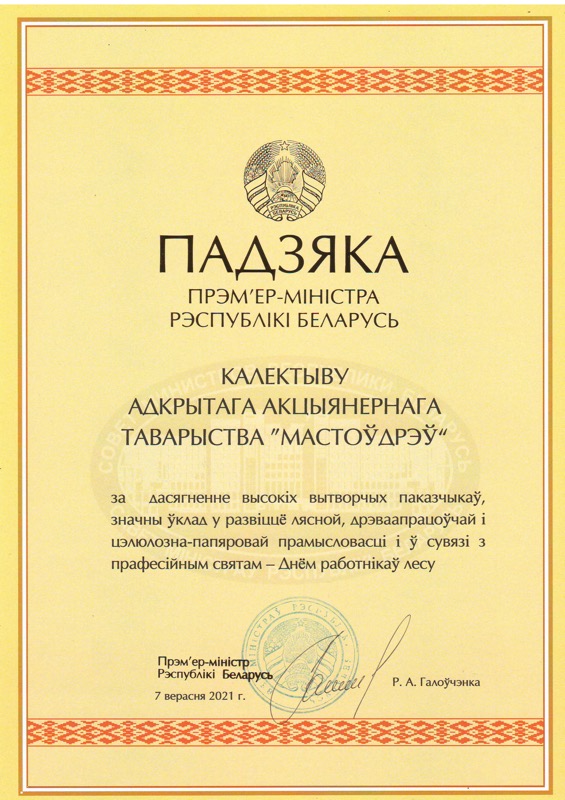 РЭСПУБЛІКА
БЕЛАРУСЬ
ПАДЗЯКА
ПРЭМ’ЕР-МІНІСТРА
РЭСПУБЛІКІ БЕЛАРУСЬ
КАЛЕКТЫВУ
АДКРЫТАГА АКЦЫЯНЕРНАГА
ТАВАРЫСТВА ”МАСТОЎДРЭЎ“
за дасягненне высокіх вытворчых паказчыкаў,
значны ўклад у развіццё лясной, дрэваапрацоўчай і
цэлюлозна-папяровай прамысловасці і ў сувязі з
прафесійным святам – Днём работнікаў лесу
Прэм’ер-міністр
Рэспублікі Беларусь
7 верасня 2021 г.
Р. А. Галоўчэнка